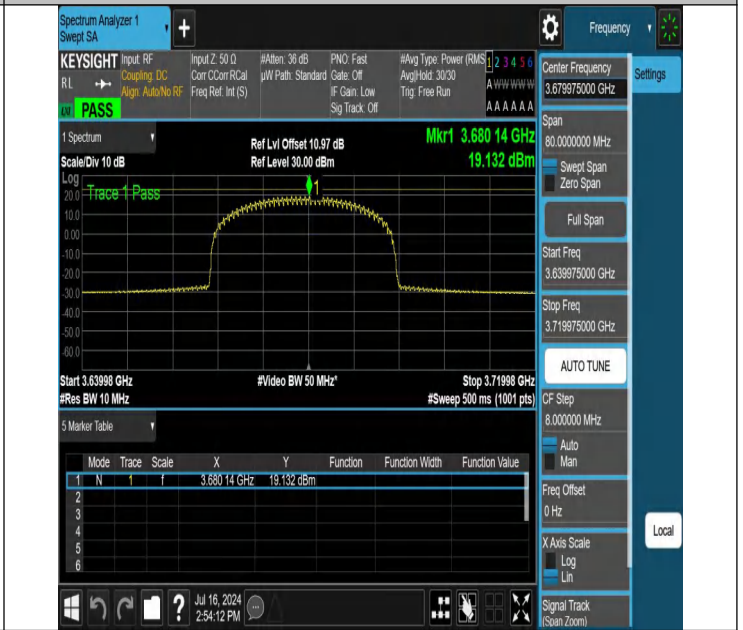 Spectrum Analyzer 1
Swept SA
+
Frequency
KEYSIGHT
Input: RF
Coupling: DC
Align: Auto/No RF
Input Z: 50 Ω
Corr CCorr RCal
Freq Ref: Int (S)
#Atten: 36 dB
µW Path: Standard
PNO: Fast
Gate: Off
IF Gain: Low
Sig Track: Off
#Avg Type: Power (RMS
Avg|Hold: 30/30
Trig: Free Run
1 2 3 4 5 6
A W W W W W
A A A A A A
RL
PASS
1 Spectrum
Scale/Div 10 dB
Ref Lvl Offset 10.97 dB
Ref Level 30.00 dBm
Mkr1 3.680 14 GHz
19.132 dBm
Log
Trace 1 Pass
1
20.0
10.0
0.00
-10.0
-20.0
-30.0
-40.0
-50.0
-60.0
Start 3.63998 GHz
#Res BW 10 MHz
#Video BW 50 MHz*
Stop 3.71998 GHz
#Sweep 500 ms (1001 pts)
5 Marker Table
Mode Trace Scale X Y Function Function Width Function Value
1 N 1 f 3.680 14 GHz 19.132 dBm
2
3
4
5
6
Center Frequency
3.679975000 GHz
Settings
Span
80.0000000 MHz
Swept Span
Zero Span
Full Span
Start Freq
3.639975000 GHz
Stop Freq
3.719975000 GHz
AUTO TUNE
CF Step
8.000000 MHz
Auto
Man
Freq Offset
0 Hz
X Axis Scale
Log
Lin
Signal Track
(Span Zoom)
Local
?
Jul 16, 2024
2:54:12 PM